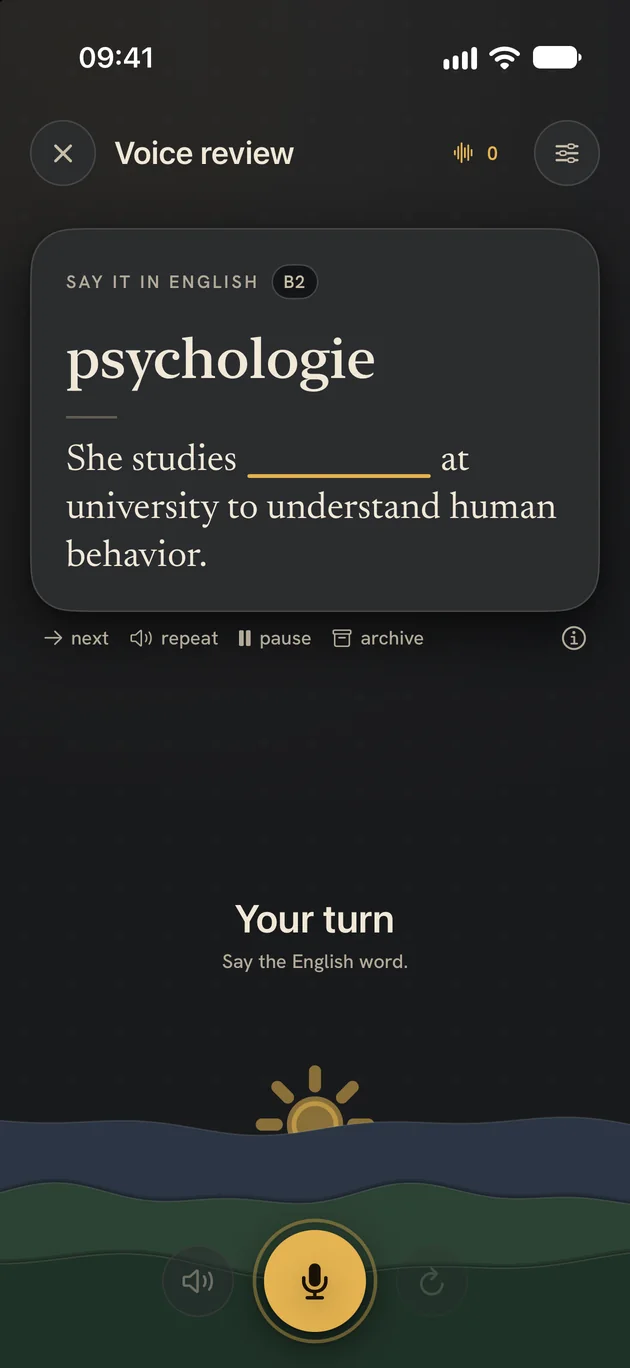 09:41
Voice review
0
SAY IT IN ENGLISH B2
psychologie
She studies __________ at
university to understand human
behavior.
next repeat pause archive
Your turn
Say the English word.